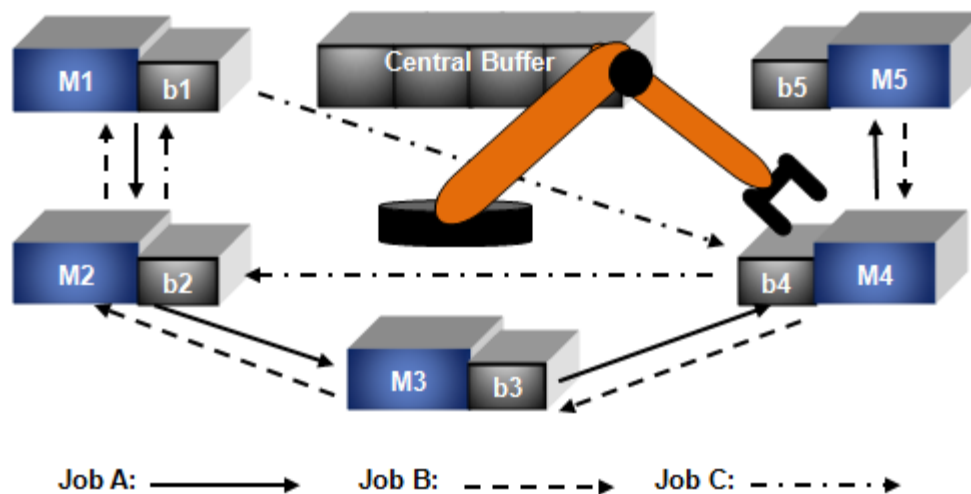 Central Buffer
M1 b1
b5 M5
M2 b2
b4 M4
M3 b3
Job A: Job B: Job C: